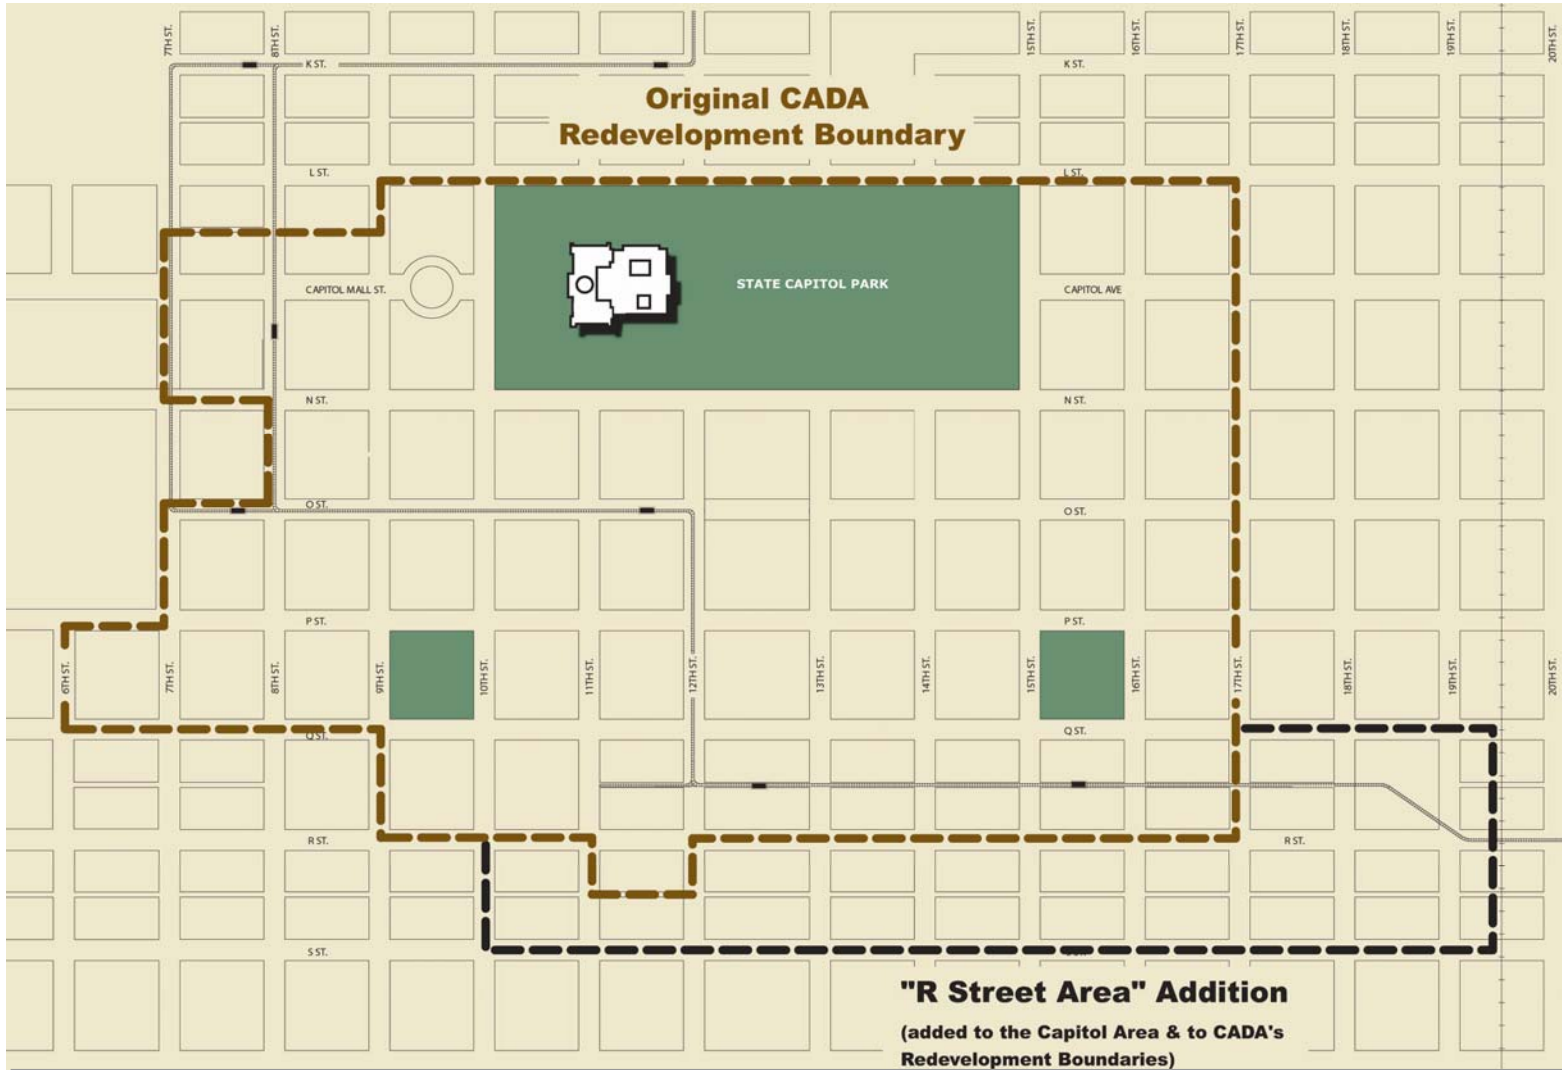 7TH ST.
8TH ST.
15TH ST.
16TH ST.
17TH ST.
18TH ST.
19TH ST.
20TH ST.
K ST.
K ST.
Original CADA
Redevelopment Boundary
L ST.
L ST.
STATE CAPITOL PARK
CAPITOL MALL ST.
CAPITOL AVE
N ST.
N ST.
O ST.
O ST.
P ST.
P ST.
6TH ST.
7TH ST.
8TH ST.
9TH ST.
10TH ST.
11TH ST.
12TH ST.
13TH ST.
14TH ST.
15TH ST.
16TH ST.
17TH ST.
18TH ST.
19TH ST.
20TH ST.
Q ST.
Q ST.
R ST.
R ST.
S ST.
"R Street Area" Addition
(added to the Capitol Area & to CADA's
Redevelopment Boundaries)